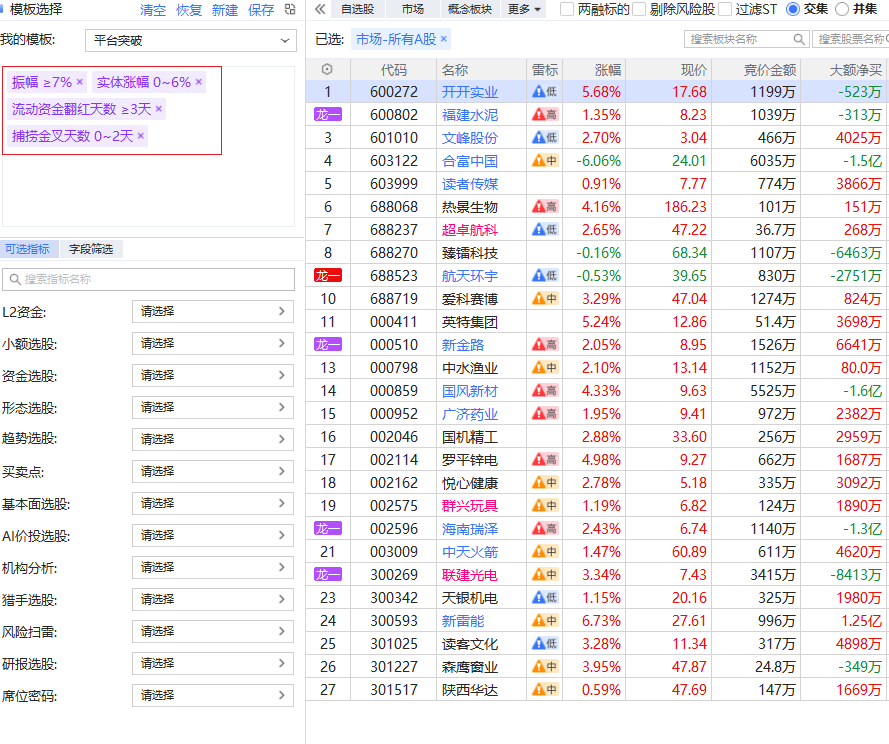 模板选择 清空 恢复 新建 保存
我的模板: 平台突破
振幅 ≥7% × 实体涨幅 0~6% ×
流动资金翻红天数 ≥3天 ×
捕捞金叉天数 0~2天 ×
可选指标 字段筛选
搜索指标名称
L2资金: 请选择
小额选股: 请选择
资金选股: 请选择
形态选股: 请选择
趋势选股: 请选择
买卖点: 请选择
基本面选股: 请选择
AI价投选股: 请选择
机构分析: 请选择
猎手选股: 请选择
风险扫雷: 请选择
研报选股: 请选择
席位密码: 请选择
自选股 市场 概念板块 更多 两融标的 剔除风险股 过滤ST 交集 并集
已选: 市场-所有A股 × 搜索板块名称 搜索股票名称
代码 名称 雷标 涨幅 现价 竞价金额 大额净买
1 600272 开开实业 低 5.68% 17.68 1199万 -523万
龙一 600802 福建水泥 高 1.35% 8.23 1039万 -313万
3 601010 文峰股份 低 2.70% 3.04 466万 4025万
4 603122 合富中国 中 -6.06% 24.01 6035万 -1.5亿
5 603999 读者传媒 0.91% 7.77 774万 3866万
6 688068 热景生物 高 4.16% 186.23 101万 151万
7 688237 超卓航科 低 2.65% 47.22 36.7万 268万
8 688270 臻镭科技 -0.16% 68.34 1107万 -6463万
龙一 688523 航天环宇 低 -0.53% 39.65 830万 -2751万
10 688719 爱科赛博 中 3.29% 47.04 1274万 824万
11 000411 英特集团 5.24% 12.86 51.4万 3698万
龙一 000510 新金路 高 2.05% 8.95 1526万 6641万
13 000798 中水渔业 中 2.10% 13.14 1152万 80.0万
14 000859 国风新材 高 4.33% 9.63 5525万 -1.6亿
15 000952 广济药业 高 1.95% 9.41 972万 2382万
16 002046 国机精工 2.88% 33.60 256万 2959万
17 002114 罗平锌电 高 4.98% 9.27 662万 1687万
18 002162 悦心健康 中 2.78% 5.18 335万 3092万
19 002575 群兴玩具 中 1.19% 6.82 124万 1890万
龙一 002596 海南瑞泽 高 2.43% 6.74 1140万 -1.3亿
21 003009 中天火箭 中 1.47% 60.89 611万 4620万
龙一 300269 联建光电 中 3.34% 7.43 3415万 -8413万
23 300342 天银机电 低 1.15% 20.16 325万 1980万
24 300593 新雷能 中 6.73% 27.61 996万 1.25亿
25 301025 读客文化 低 3.28% 11.34 317万 4898万
26 301227 森鹰窗业 中 3.95% 47.87 24.8万 -349万
27 301517 陕西华达 中 0.59% 47.69 147万 1669万